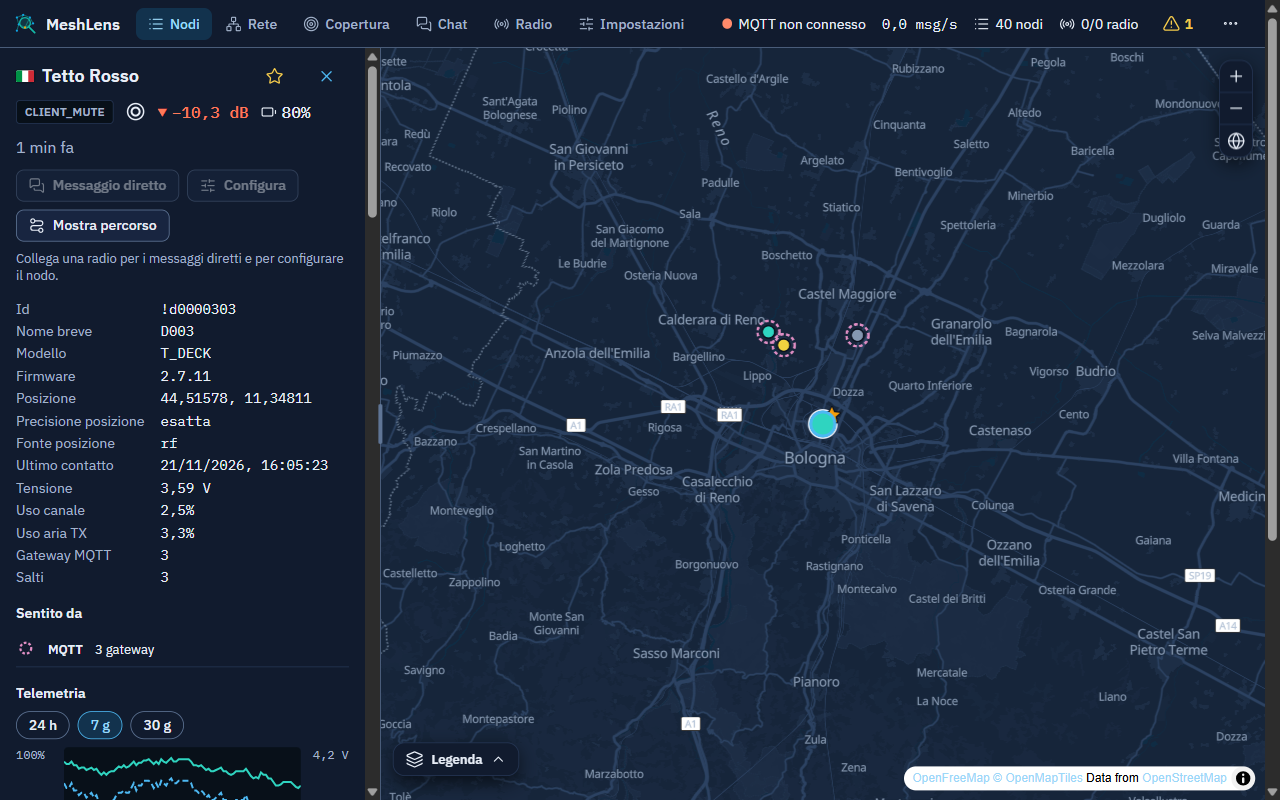 MeshLens
Nodi
Rete
Copertura
Chat
Radio
Impostazioni
MQTT non connesso
0,0 msg/s
40 nodi
0/0 radio
1
Tetto Rosso
CLIENT_MUTE
▼ −10,3 dB
80%
1 min fa
Messaggio diretto
Configura
Mostra percorso
Collega una radio per i messaggi diretti e per configurare
il nodo.
Id !d0000303
Nome breve D003
Modello T_DECK
Firmware 2.7.11
Posizione 44,51578, 11,34811
Precisione posizione esatta
Fonte posizione rf
Ultimo contatto 21/11/2026, 16:05:23
Tensione 3,59 V
Uso canale 2,5%
Uso aria TX 3,3%
Gateway MQTT 3
Salti 3
Sentito da
MQTT 3 gateway
Telemetria
24 h
7 g
30 g
100%
4,2 V
Castello d'Argile
Rubizzano
Pegola
Boschi
Sant'Agata
Bolognese
Piolino
Reno
Altedo
Mondonuovo
Redù
Cinquanta
San Giovanni
in Persiceto
Saletto
Baricella
Recovato
Argelato
Bentivoglio
Padulle
Minerbio
Riolo
Sala
Stiatico
Dugliolo
Guarda
Spettoleria
San Giacomo
del Martignone
Boschetto
Le Budrie
Osteria Nuova
Mezzolara
Miravalle
Castel Maggiore
Calderara di Reno
Granarolo
dell'Emilia
Bagnarola
Selva Malvezzi
Piumazzo
Anzola dell'Emilia
Bargellino
Lippo
Vigorso
Budrio
Dozza
Quarto Inferiore
RA1
RA1
A1
Cento
Crespellano
Rigosa
Castenaso
Bazzano
San Martino
in Casola
Bologna
Villa Fontana
Zola Predosa
Casalecchio
di Reno
Gesso
San Lazzaro
di Savena
Medicin
Colunga
Monteveglio
Ponticella
Gaiana
Loghetto
Ozzano
dell'Emilia
Borgonuovo
Rastignano
Castelletto
Zappolino
Montecalvo
SP19
Castel dei Britti
Osteria Grande
Monte San
Giovanni
A14
Badia
Castel San
Pietro Terme
Sasso Marconi
Savigno
Mercatale
Pianoro
La Noce
Liano
Montepastore
A1
Zula
Dozza
Zena
Marzabotto
Legenda
OpenFreeMap © OpenMapTiles Data from OpenStreetMap